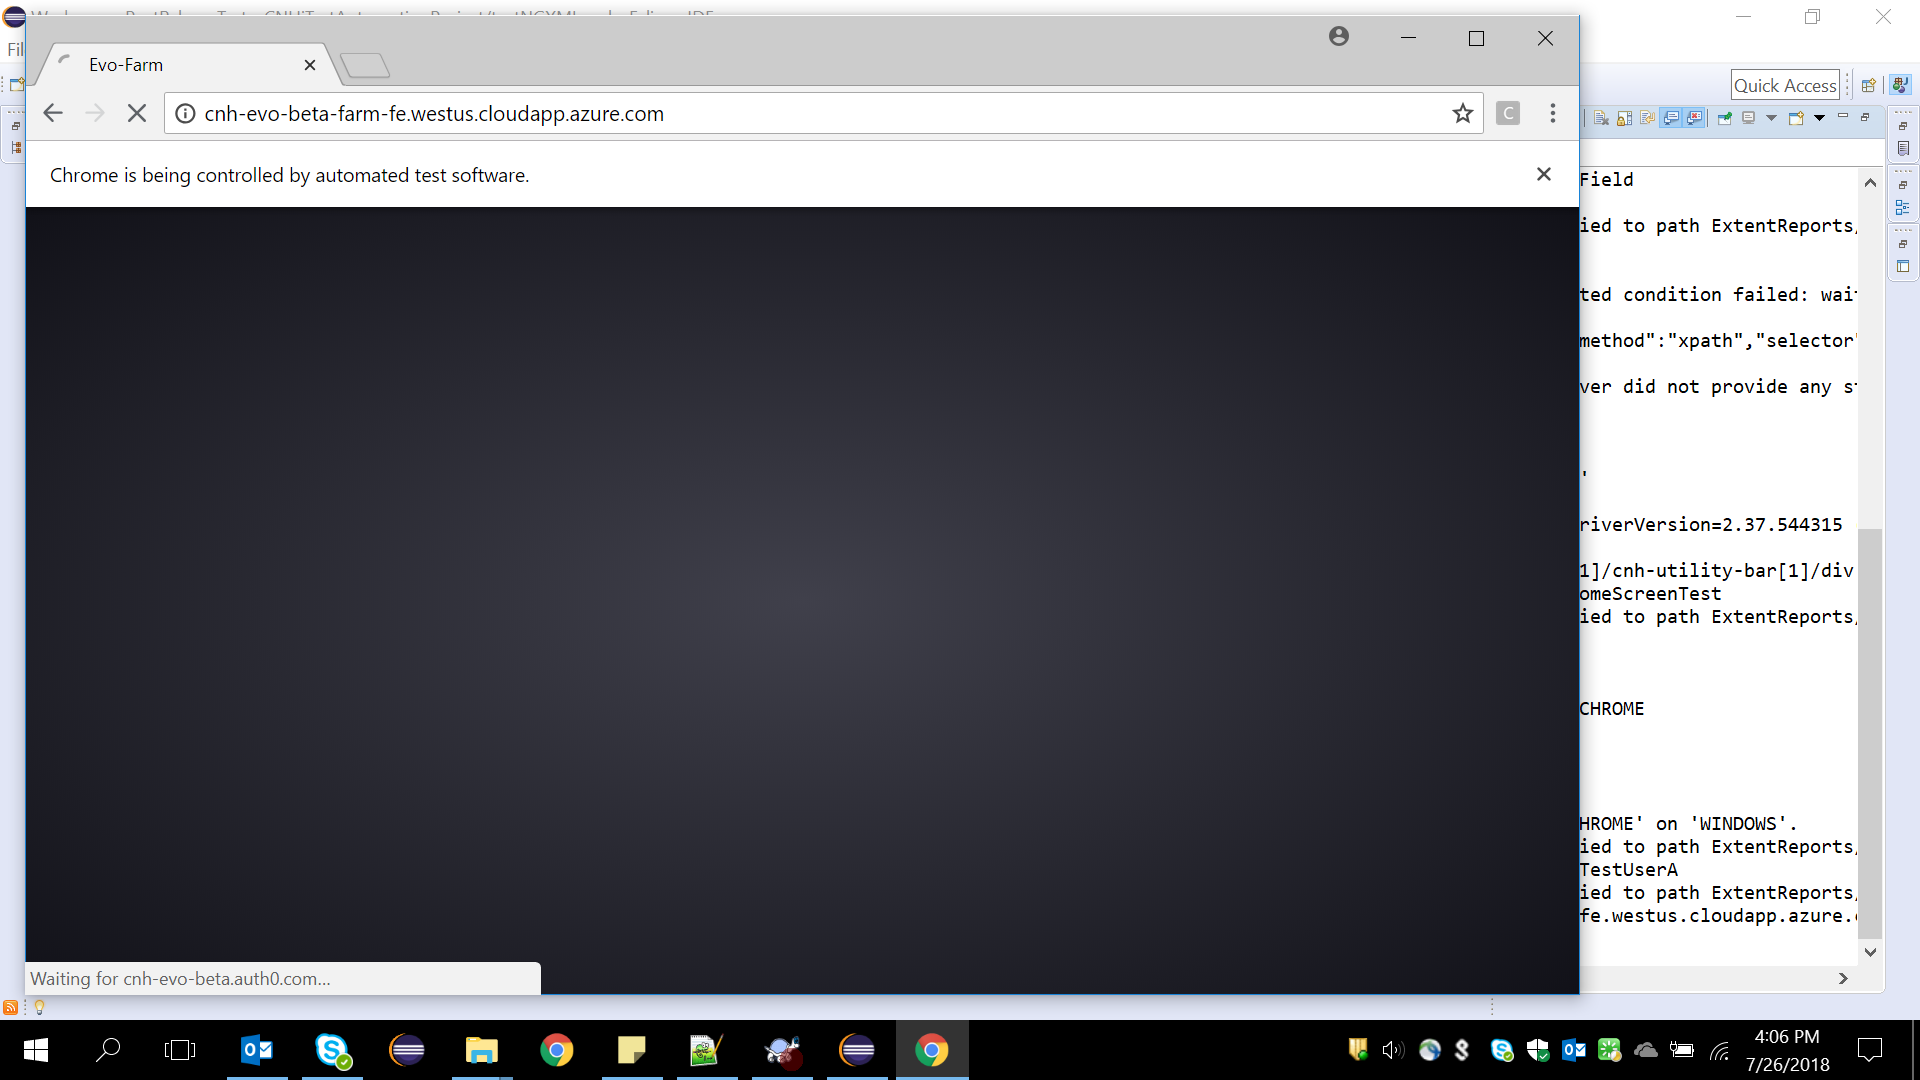 Evo-Farm
cnh-evo-beta-farm-fe.westus.cloudapp.azure.com
C
Chrome is being controlled by automated test software.
Fil
Quick Access
Field
ied to path ExtentReports,
ted condition failed: wai
method":"xpath","selector"
ver did not provide any s
'
riverVersion=2.37.544315
1]/cnh-utility-bar[1]/div
omeScreenTest
ied to path ExtentReports,
CHROME
HROME' on 'WINDOWS'.
ied to path ExtentReports,
TestUserA
ied to path ExtentReports,
fe.westus.cloudapp.azure.
Waiting for cnh-evo-beta.auth0.com...
4:06 PM
7/26/2018